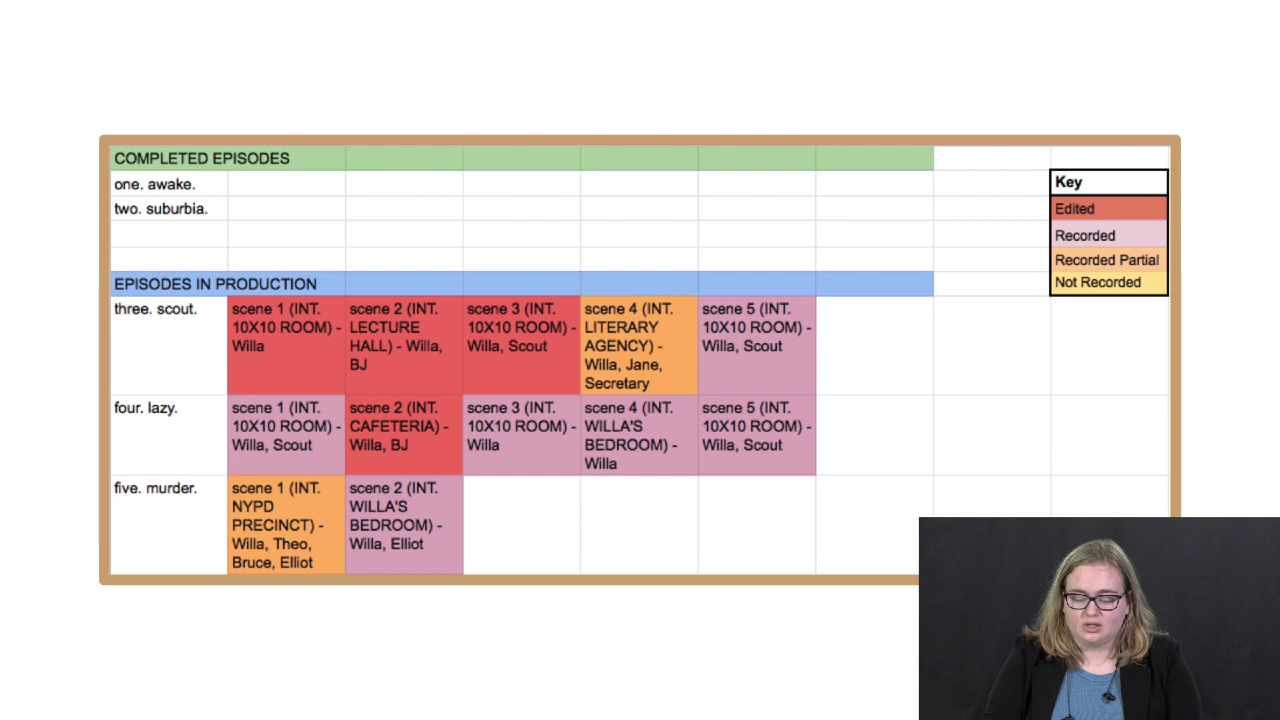 COMPLETED EPISODES
one. awake.
two. suburbia.
Key
Edited
Recorded
Recorded Partial
Not Recorded
EPISODES IN PRODUCTION
three. scout.
scene 1 (INT.
10X10 ROOM) -
Willa
scene 2 (INT.
LECTURE
HALL) - Willa,
BJ
scene 3 (INT.
10X10 ROOM) -
Willa, Scout
scene 4 (INT.
LITERARY
AGENCY) -
Willa, Jane,
Secretary
scene 5 (INT.
10X10 ROOM) -
Willa, Scout
four. lazy.
scene 1 (INT.
10X10 ROOM) -
Willa, Scout
scene 2 (INT.
CAFETERIA) -
Willa, BJ
scene 3 (INT.
10X10 ROOM) -
Willa
scene 4 (INT.
WILLA'S
BEDROOM) -
Willa
scene 5 (INT.
10X10 ROOM) -
Willa, Scout
five. murder.
scene 1 (INT.
NYPD
PRECINCT) -
Willa, Theo,
Bruce, Elliot
scene 2 (INT.
WILLA'S
BEDROOM) -
Willa, Elliot